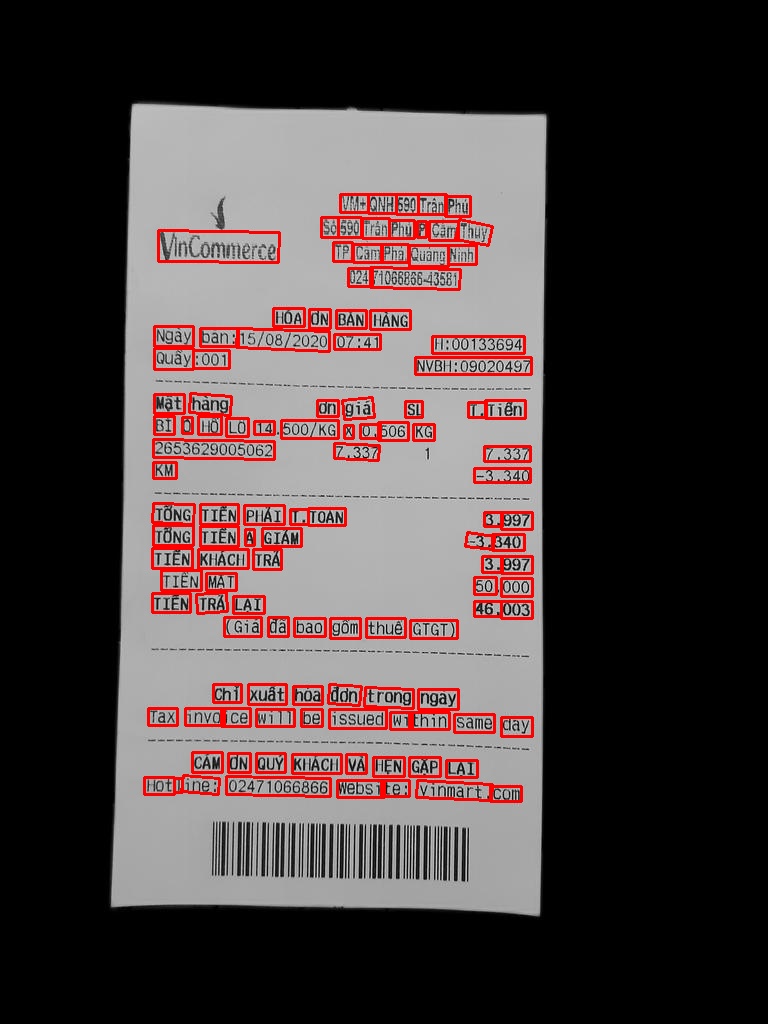 VM+ QNH 590 Trần Phú
Số 590 Trần Phú P Cẩm Thủy
VinCommerce
TP. Cẩm Phả, Quảng Ninh
024 71066866-43581
HÓA ĐƠN BÁN HÀNG
Ngày bán:15/08/2020 07:41 H:00133694
Quầy:001 NVBH:09020497
Mặt hàng Đơn giá SL T.Tiền
BÍ ĐỎ HỒ LÔ 14.500/KG x 0.506 KG
2653629005062 7.337 1 7.337
KM -3.340
TỔNG TIỀN PHẢI T.TOÁN 3.997
TỔNG TIỀN ĐÃ GIẢM -3.340
TIỀN KHÁCH TRẢ 3.997
TIỀN MẶT 50.000
TIỀN TRẢ LẠI 46.003
(Giá đã bao gồm thuế GTGT)
Chỉ xuất hóa đơn trong ngày
Tax invoice will be issued within same day
CẢM ƠN QUÝ KHÁCH VÀ HẸN GẶP LẠI
Hotline: 02471066866 Website: vinmart.com